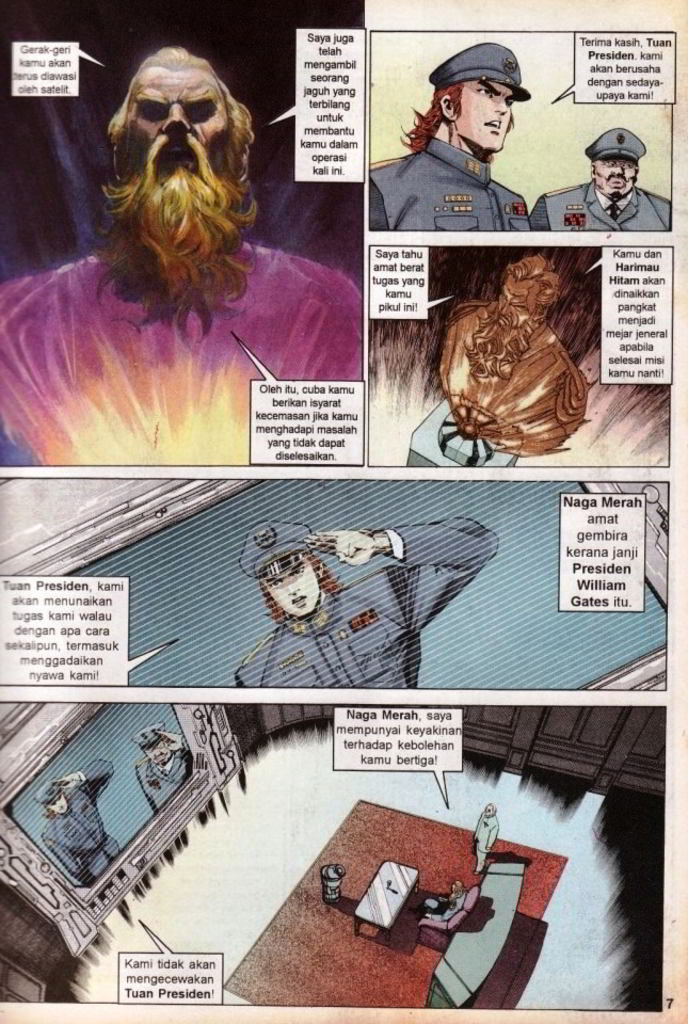 Gerak-geri
kamu akan
terus diawasi
oleh satelit.
Saya juga
telah
mengambil
seorang
jaguh yang
terbilang
untuk
membantu
kamu dalam
operasi
kali ini.
Oleh itu, cuba kamu
berikan isyarat
kecemasan jika kamu
menghadapi masalah
yang tidak dapat
diselesaikan.
Terima kasih, Tuan
Presiden. kami
akan berusaha
dengan sedaya-
upaya kami!
Saya tahu
amat berat
tugas yang
kamu
pikul ini!
Kamu dan
Harimau
Hitam akan
dinaikkan
pangkat
menjadi
mejar jeneral
apabila
selesai misi
kamu nanti!
Naga Merah
amat
gembira
kerana janji
Presiden
William
Gates itu.
Tuan Presiden, kami
akan menunaikan
tugas kami walau
dengan apa cara
sekalipun, termasuk
menggadaikan
nyawa kami!
Naga Merah, saya
mempunyai keyakinan
terhadap kebolehan
kamu bertiga!
Kami tidak akan
mengecewakan
Tuan Presiden!
7